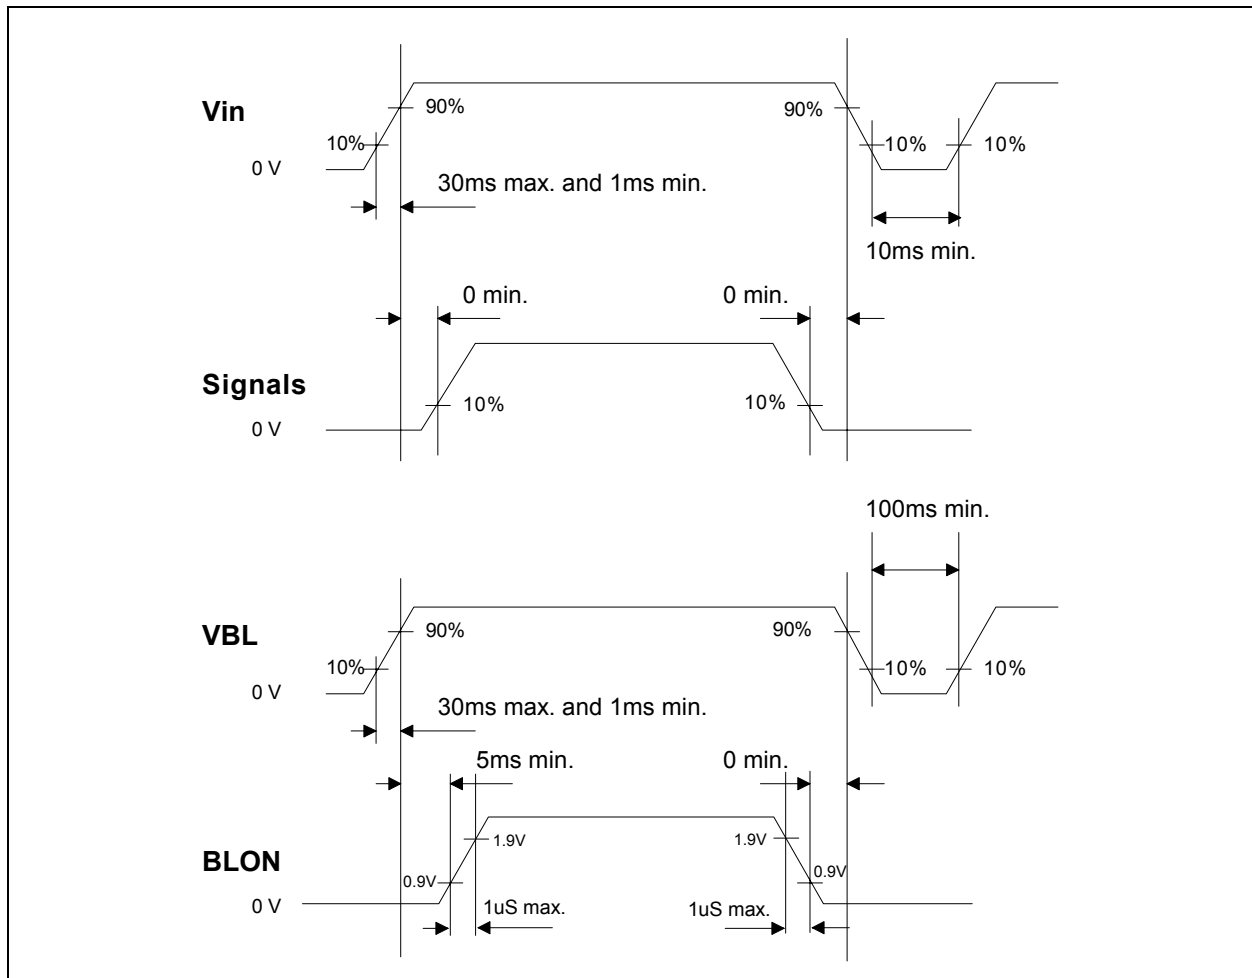 Vin
90%
90%
10%
10%
10%
0 V
30ms max. and 1ms min.
10ms min.
0 min.
0 min.
Signals
10%
10%
0 V
100ms min.
VBL
90%
90%
10%
10%
10%
0 V
30ms max. and 1ms min.
5ms min.
0 min.
BLON
1.9V
1.9V
0.9V
0.9V
0 V
1uS max.
1uS max.